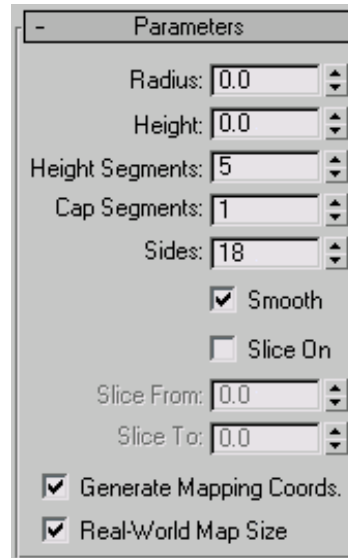 - Parameters
Radius: 0.0
Height: 0.0
Height Segments: 5
Cap Segments: 1
Sides: 18
Smooth
Slice On
Slice From: 0.0
Slice To: 0.0
Generate Mapping Coords.
Real-World Map Size